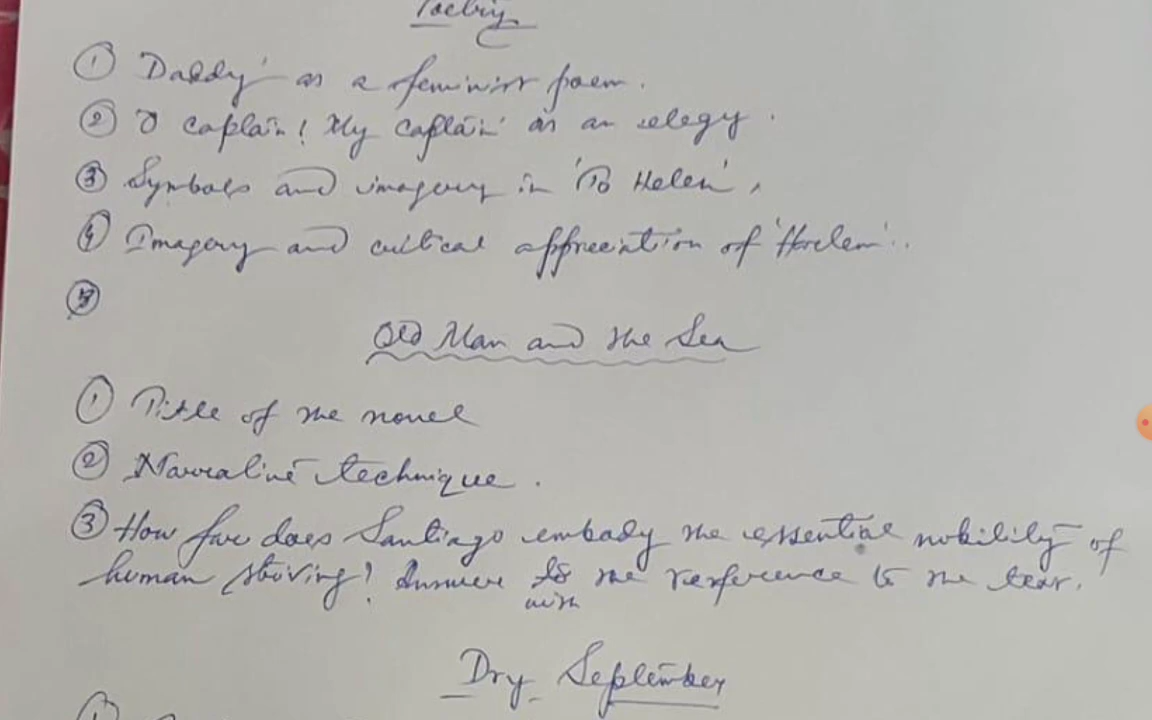 Poetry
① 'Daddy' as a feminist poem.
② O Captain! My Captain' as an elegy.
③ Symbols and imagery in 'To Helen',
④ Imagery and critical appreciation of 'Harlem'..
⑤
Old Man and the Sea
① Title of the novel
② Narrative technique.
③ How far does Santiago embody the essential nobility of
human striving? Answer with the reference to the text.
Dry September
①